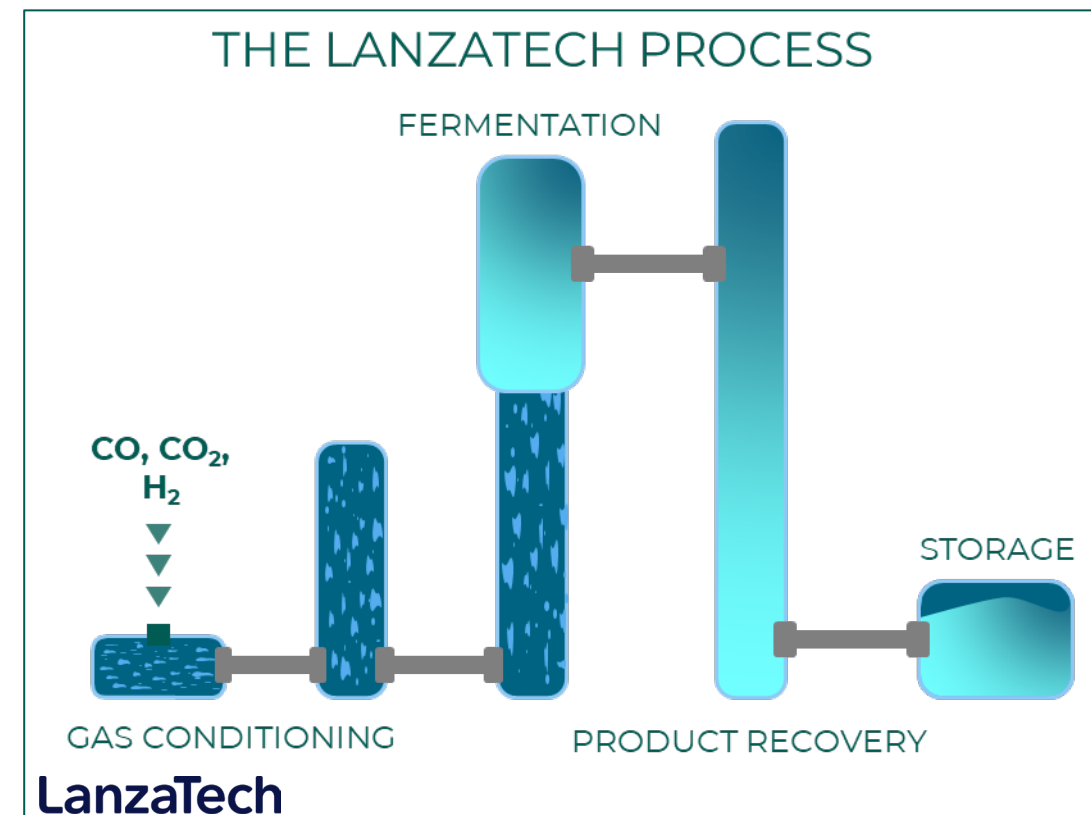 THE LANZATECH PROCESS
FERMENTATION
CO, CO₂,
H₂
STORAGE
GAS CONDITIONING
PRODUCT RECOVERY
LanzaTech